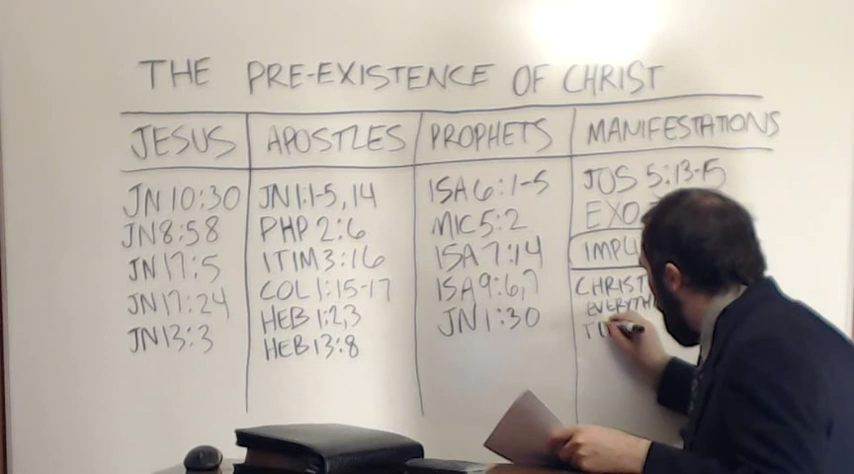 THE PRE-EXISTENCE OF CHRIST
JESUS
JN 10:30
JN 8:58
JN 17:5
JN 17:24
JN 13:3
APOSTLES
JN 1:1-5, 14
PHP 2:6
I TIM 3:16
COL 1:15-17
HEB 1:2,3
HEB 13:8
PROPHETS
ISA 6:1-5
MIC 5:2
ISA 7:14
ISA 9:6,7
JN 1:30
MANIFESTATIONS
JOS 5:13-15
EXO
CHRIST